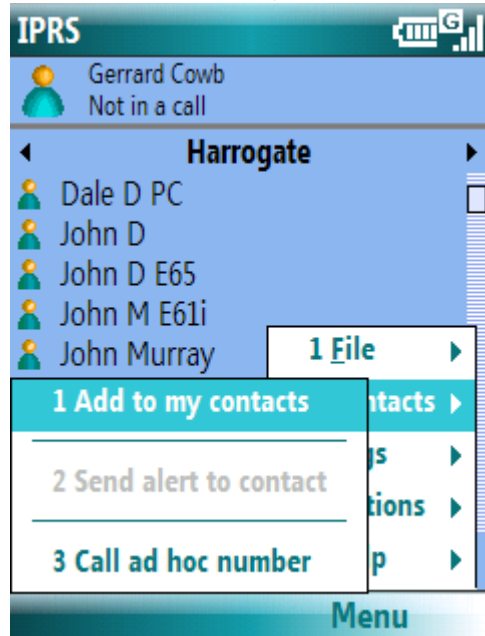 IPRS
G
Gerrard Cowb
Not in a call
Harrogate
Dale D PC
John D
John D E65
John M E61i
John Murray
1 File
1 Add to my contacts
ntacts
2 Send alert to contact
gs
tions
3 Call ad hoc number
p
Menu